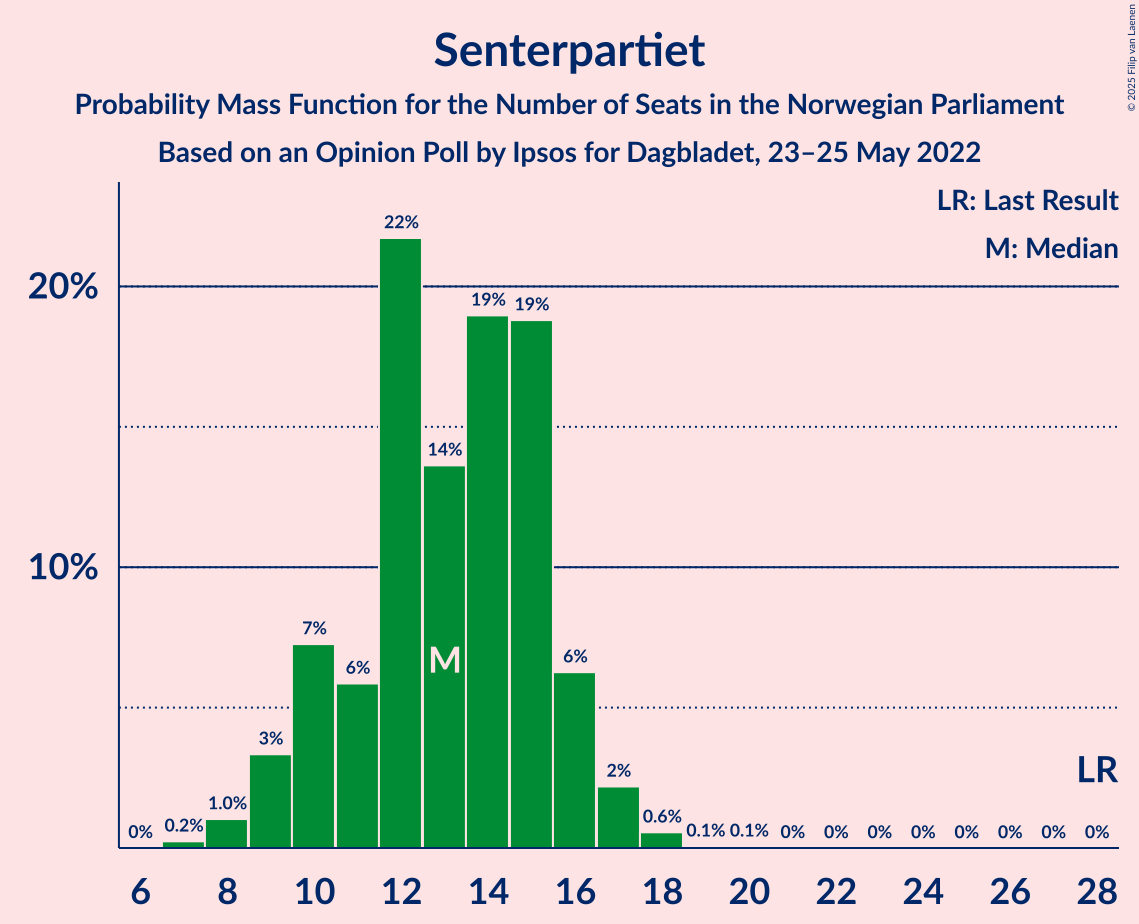 Senterpartiet
Probability Mass Function for the Number of Seats in the Norwegian Parliament
Based on an Opinion Poll by Ipsos for Dagbladet, 23–25 May 2022
© 2025 Filip van Laenen
LR: Last Result
M: Median
20%
10%
0%
0.2%
1.0%
3%
7%
6%
22%
14%
19%
19%
6%
2%
0.6%
0.1%
0.1%
0%
0%
0%
0%
0%
0%
0%
0%
M
LR
6 8 10 12 14 16 18 20 22 24 26 28